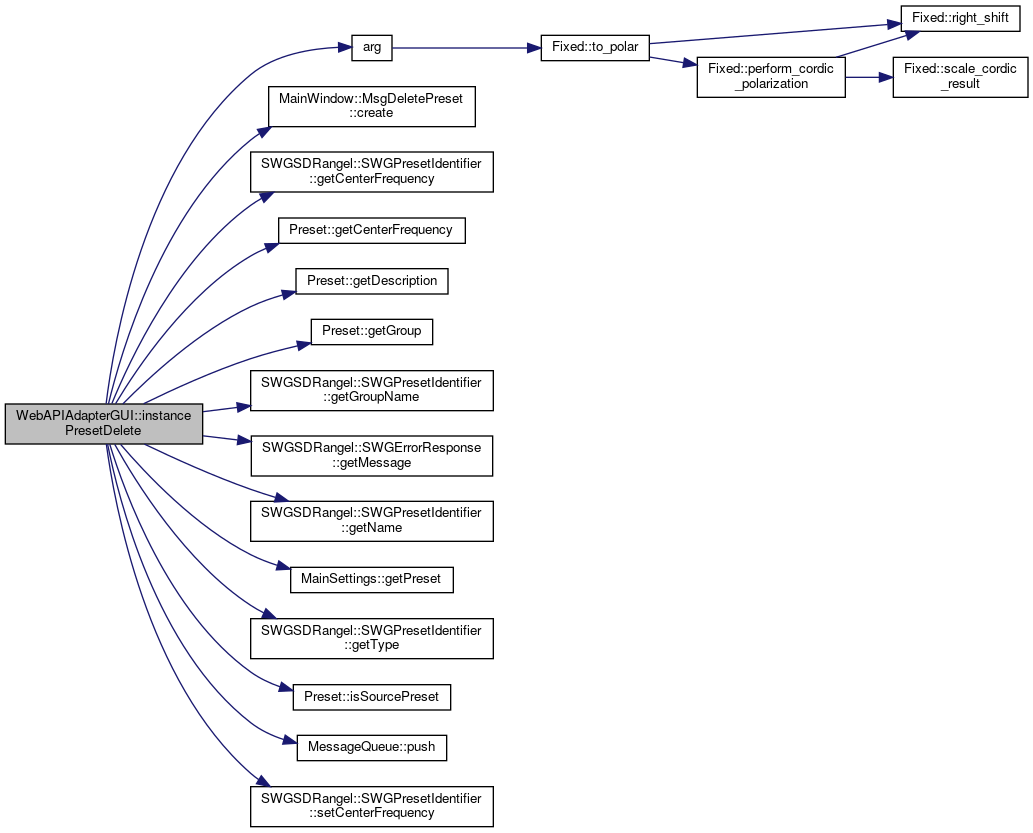 WebAPIAdapterGUI::instance
PresetDelete
arg
Fixed::to_polar
Fixed::right_shift
Fixed::perform_cordic
_polarization
Fixed::scale_cordic
_result
MainWindow::MsgDeletePreset
::create
SWGSDRangel::SWGPresetIdentifier
::getCenterFrequency
Preset::getCenterFrequency
Preset::getDescription
Preset::getGroup
SWGSDRangel::SWGPresetIdentifier
::getGroupName
SWGSDRangel::SWGErrorResponse
::getMessage
SWGSDRangel::SWGPresetIdentifier
::getName
MainSettings::getPreset
SWGSDRangel::SWGPresetIdentifier
::getType
Preset::isSourcePreset
MessageQueue::push
SWGSDRangel::SWGPresetIdentifier
::setCenterFrequency